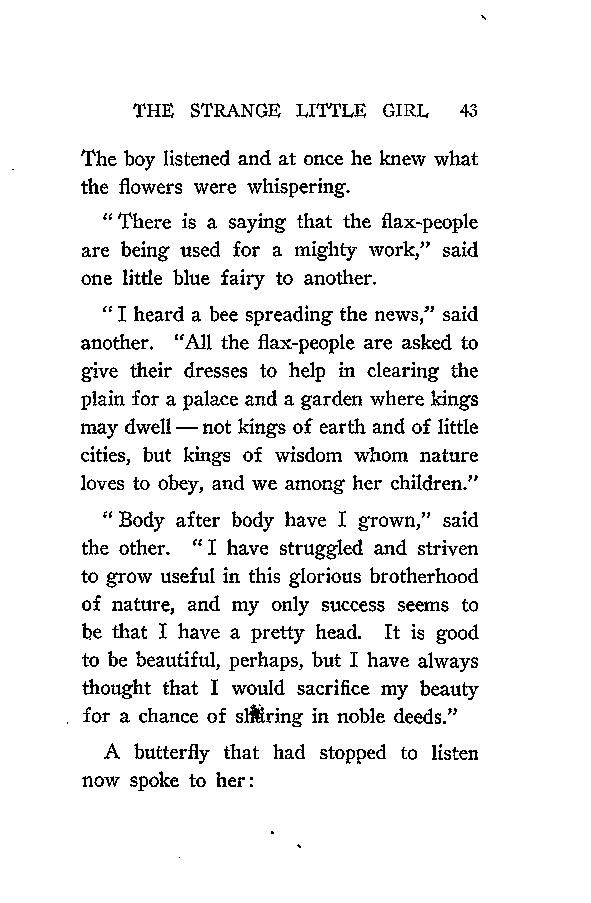 THE STRANGE LITTLE GIRL 43
The boy listened and at once he knew what
the flowers were whispering.
“ There is a saying that the flax-people
are being used for a mighty work,” said
one little blue fairy to another.
“ I heard a bee spreading the news,” said
another. “All the flax-people are asked to
give their dresses to help in clearing the
plain for a palace and a garden where kings
may dwell — not kings of earth and of little
cities, but kings of wisdom whom nature
loves to obey, and we among her children.”
“ Body after body have I grown,” said
the other. “ I have struggled and striven
to grow useful in this glorious brotherhood
of nature, and my only success seems to
be that I have a pretty head. It is good
to be beautiful, perhaps, but I have always
thought that I would sacrifice my beauty
for a chance of sharing in noble deeds.”
A butterfly that had stopped to listen
now spoke to her: